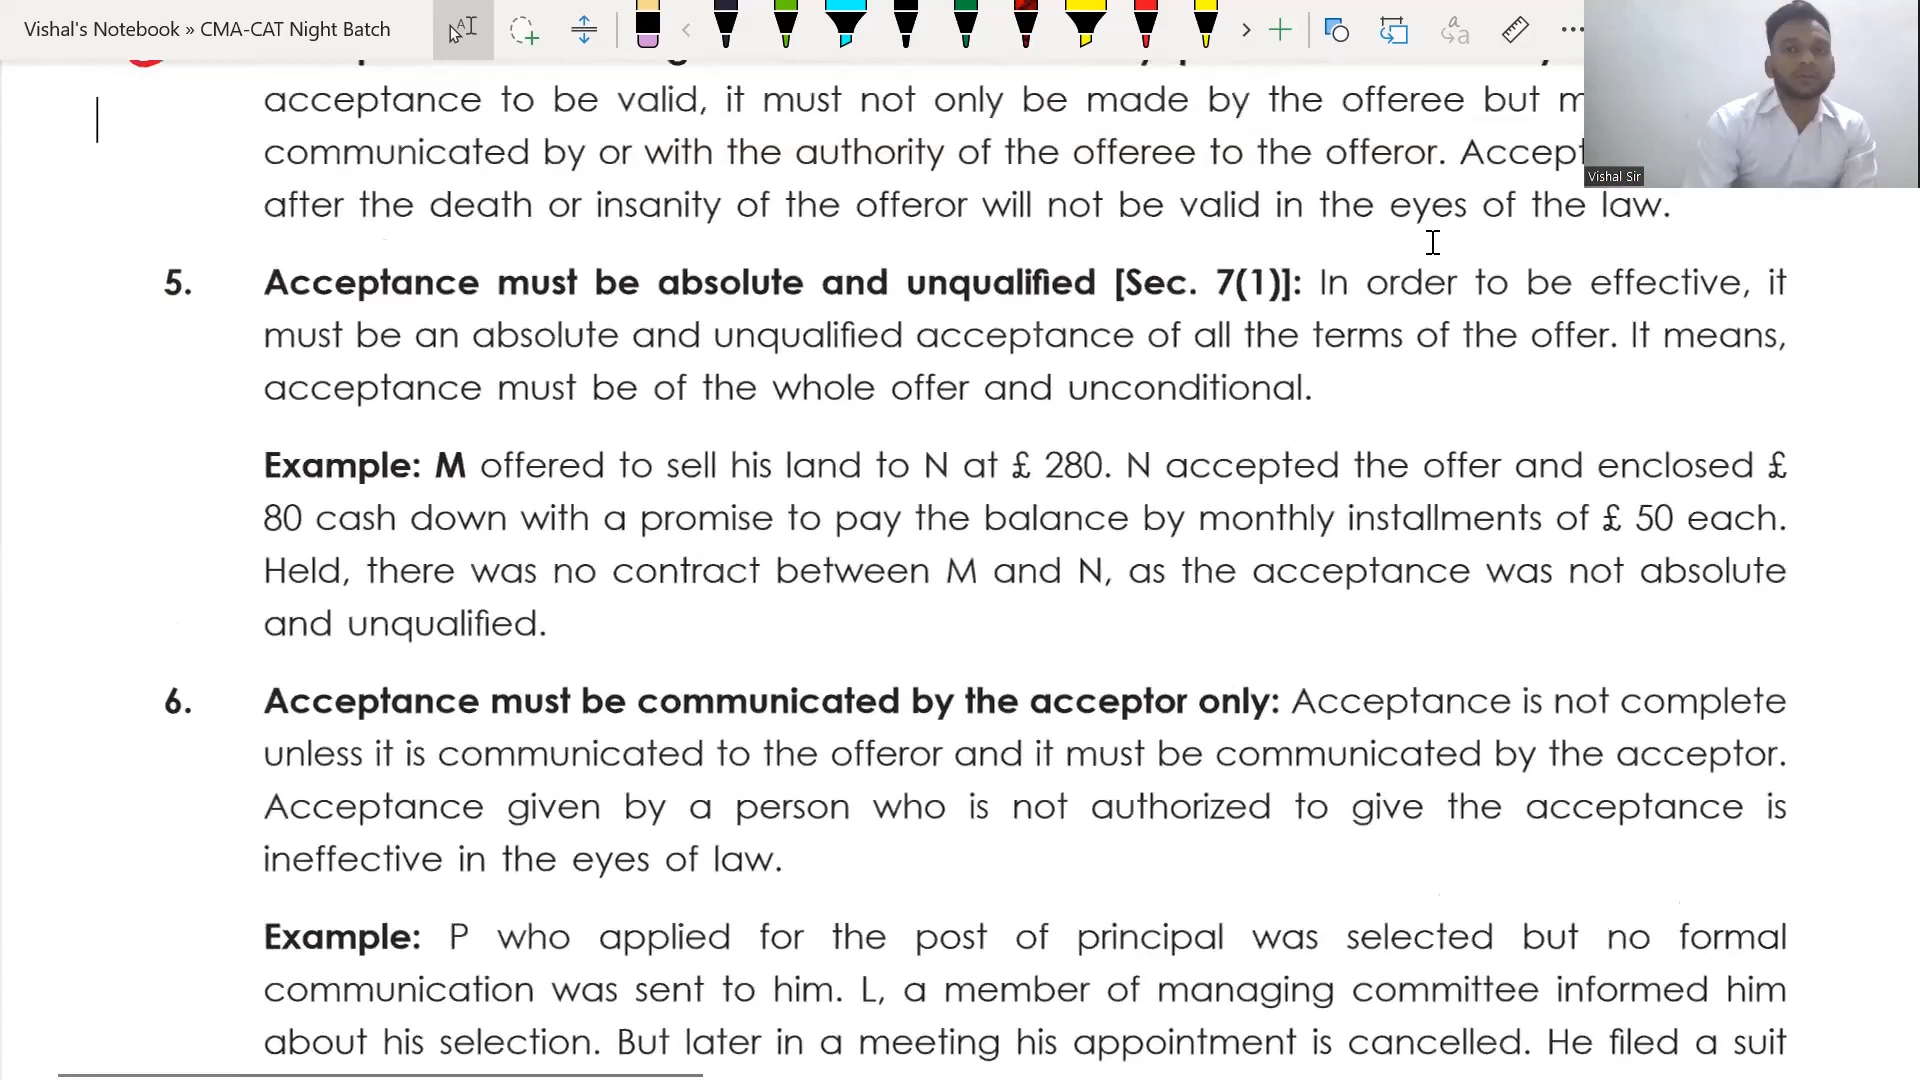 Vishal's Notebook » CMA-CAT Night Batch
Vishal Sir
acceptance to be valid, it must not only be made by the offeree but
communicated by or with the authority of the offeree to the offeror.
after the death or insanity of the offeror will not be valid in the eyes of the law.
5. Acceptance must be absolute and unqualified [Sec. 7(1)]: In order to be effective, it
must be an absolute and unqualified acceptance of all the terms of the offer. It means,
acceptance must be of the whole offer and unconditional.
Example: M offered to sell his land to N at £ 280. N accepted the offer and enclosed £
80 cash down with a promise to pay the balance by monthly installments of £ 50 each.
Held, there was no contract between M and N, as the acceptance was not absolute
and unqualified.
6. Acceptance must be communicated by the acceptor only: Acceptance is not complete
unless it is communicated to the offeror and it must be communicated by the acceptor.
Acceptance given by a person who is not authorized to give the acceptance is
ineffective in the eyes of law.
Example: P who applied for the post of principal was selected but no formal
communication was sent to him. L, a member of managing committee informed him
about his selection. But later in a meeting his appointment is cancelled. He filed a suit